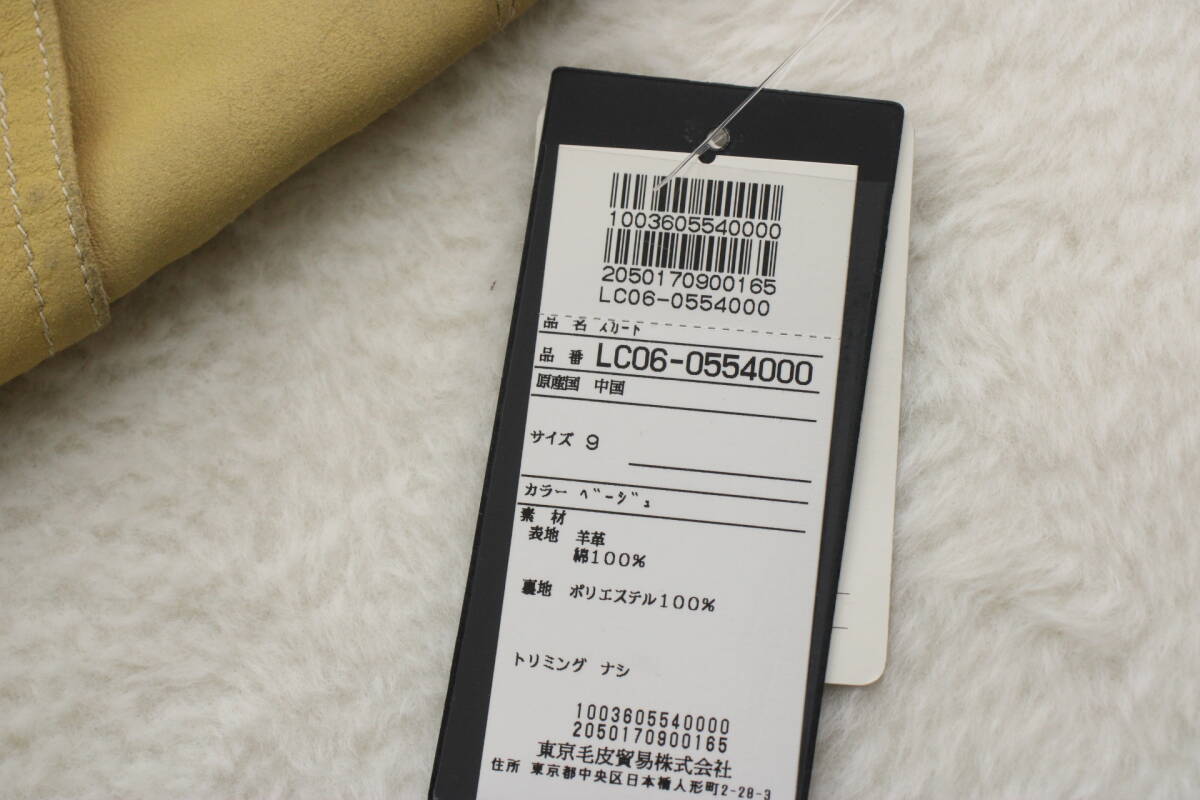 1003605540000
2050170900165
LC06-0554000
品 名 スカート
品 番 LC06-0554000
原産国 中国
サイズ 9
カラー ベージュ
素 材
表地 羊革
綿100%
裏地 ポリエステル100%
トリミング ナシ
1003605540000
2050170900165
東京毛皮貿易株式会社
住所 東京都中央区日本橋人形町2-28-3